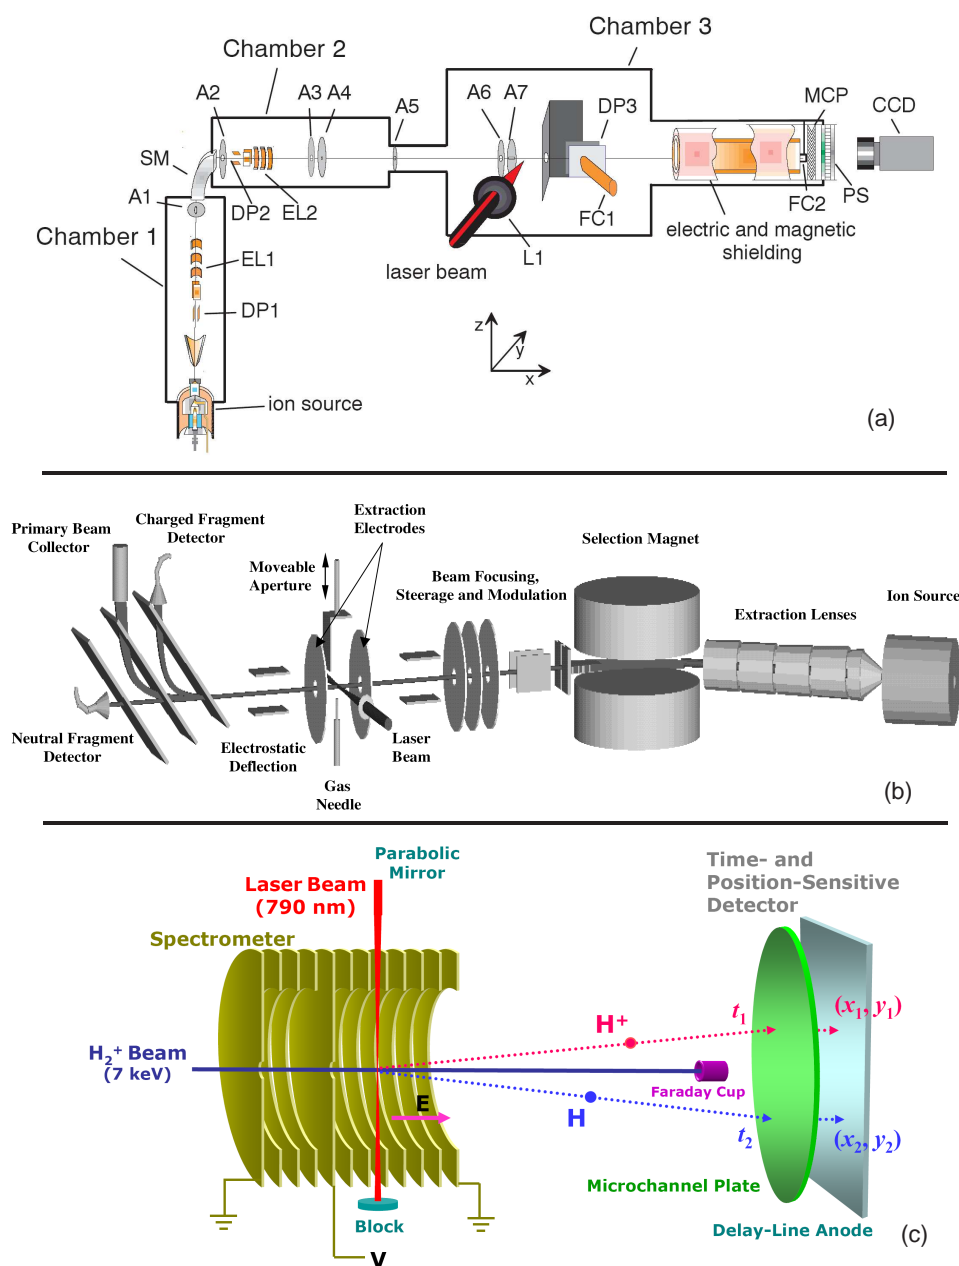 Chamber 3
Chamber 2
A2
A3 A4
A5
A6 A7
DP3
MCP
CCD
SM
A1
DP2
EL2
Chamber 1
EL1
DP1
FC1
FC2
PS
L1
electric and magnetic
shielding
laser beam
z
y
x
ion source
(a)
Primary Beam
Collector
Charged Fragment
Detector
Extraction
Electrodes
Moveable
Aperture
Beam Focusing,
Steerage and Modulation
Selection Magnet
Extraction Lenses
Ion Source
Neutral Fragment
Detector
Electrostatic
Deflection
Laser
Beam
Gas
Needle
(b)
Parabolic
Mirror
Laser Beam
(790 nm)
Time- and
Position-Sensitive
Detector
Spectrometer
t₁
(x₁, y₁)
H⁺
H₂⁺ Beam
(7 keV)
Faraday Cup
E
H
t₂
(x₂, y₂)
Microchannel Plate
Block
Delay-Line Anode
(c)
V